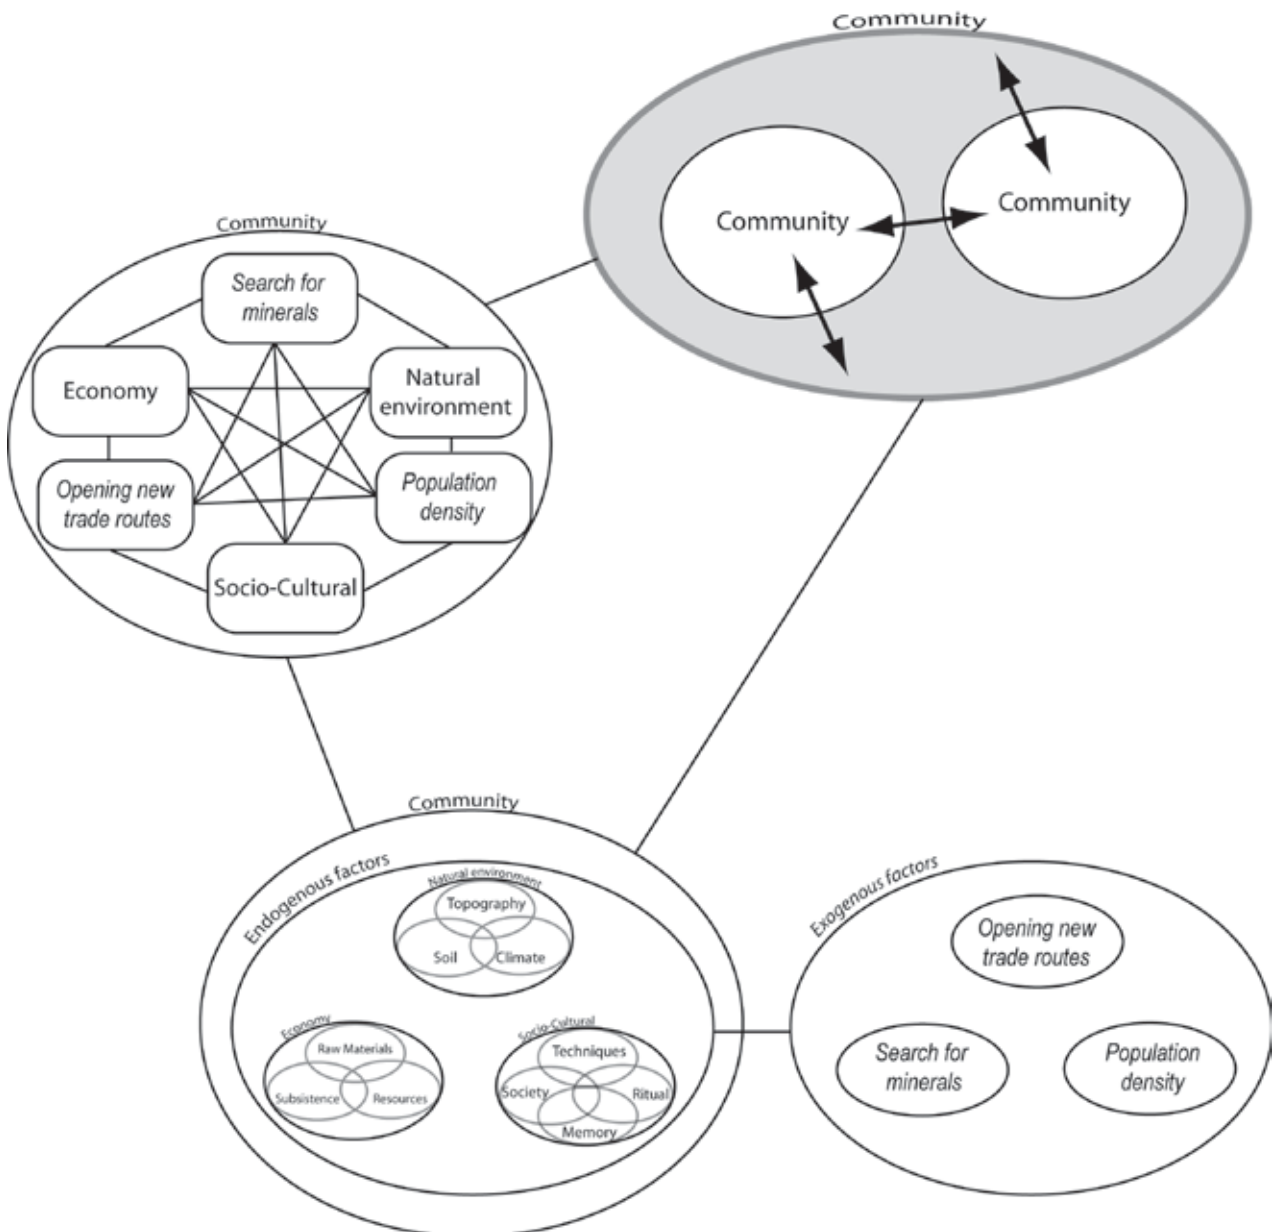 Community
Community
Community
Community
Search for
minerals
Economy
Natural
environment
Opening new
trade routes
Population
density
Socio-Cultural
Community
Endogenous factors
Natural environment
Topography
Soil
Climate
Economy
Raw Materials
Subsistence
Resources
Socio-Cultural
Techniques
Society
Ritual
Memory
Exogenous factors
Opening new
trade routes
Search for
minerals
Population
density